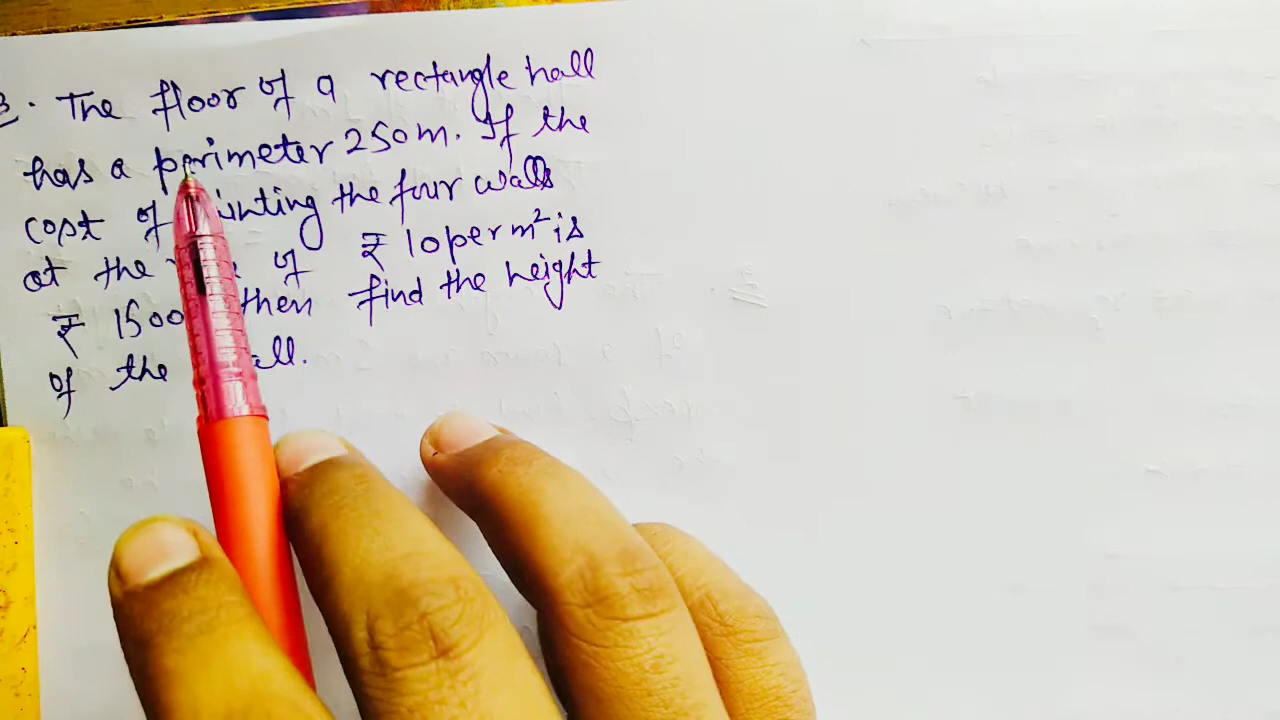 3. The floor of a rectangle hall
has a perimeter 250m. If the
cost of the four walls
at the of ₹ 10 per m² is
₹ then find the height
of the